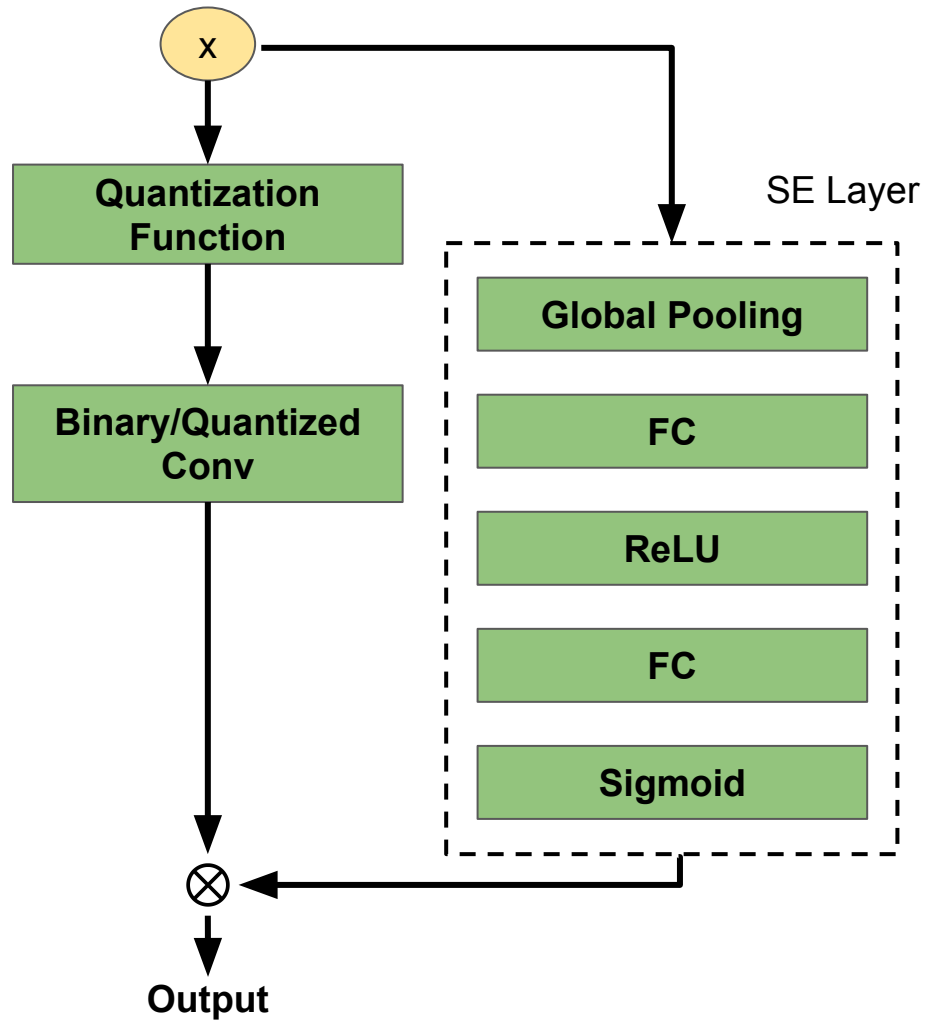 x
Quantization
Function
SE Layer
Global Pooling
Binary/Quantized
Conv
FC
ReLU
FC
Sigmoid
Output